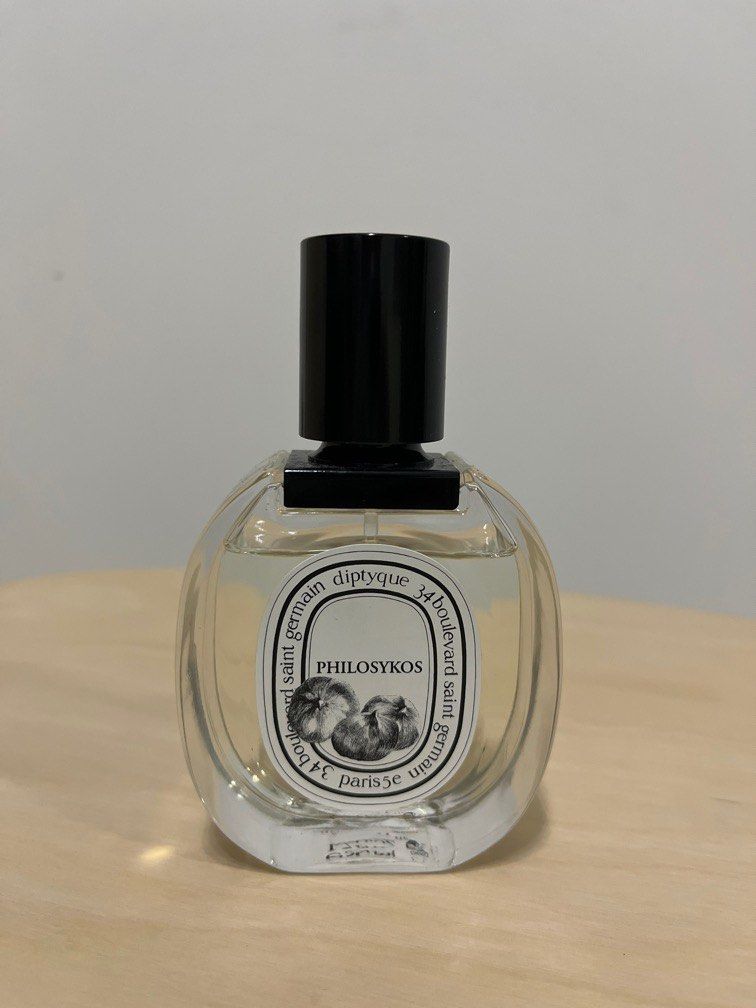 diptyque 34 boulevard saint germain paris5e 34 boulevard saint germain
PHILOSYKOS